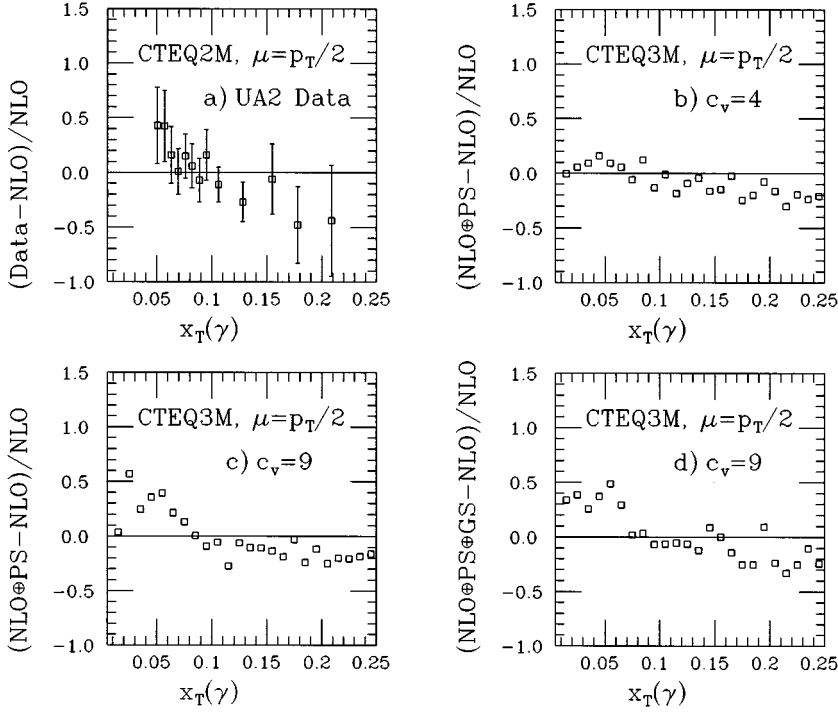 1.5
1.0
0.5
0.0
−0.5
−1.0
(Data−NLO)/NLO
CTEQ2M, μ=p_T/2
a) UA2 Data
0.05 0.1 0.15 0.2 0.25
x_T(γ)
1.5
1.0
0.5
0.0
−0.5
−1.0
(NLO⊕PS−NLO)/NLO
CTEQ3M, μ=p_T/2
b) c_v=4
0.05 0.1 0.15 0.2 0.25
x_T(γ)
1.5
1.0
0.5
0.0
−0.5
−1.0
(NLO⊕PS−NLO)/NLO
CTEQ3M, μ=p_T/2
c) c_v=9
0.05 0.1 0.15 0.2 0.25
x_T(γ)
1.5
1.0
0.5
0.0
−0.5
−1.0
(NLO⊕PS⊕GS−NLO)/NLO
CTEQ3M, μ=p_T/2
d) c_v=9
0.05 0.1 0.15 0.2 0.25
x_T(γ)